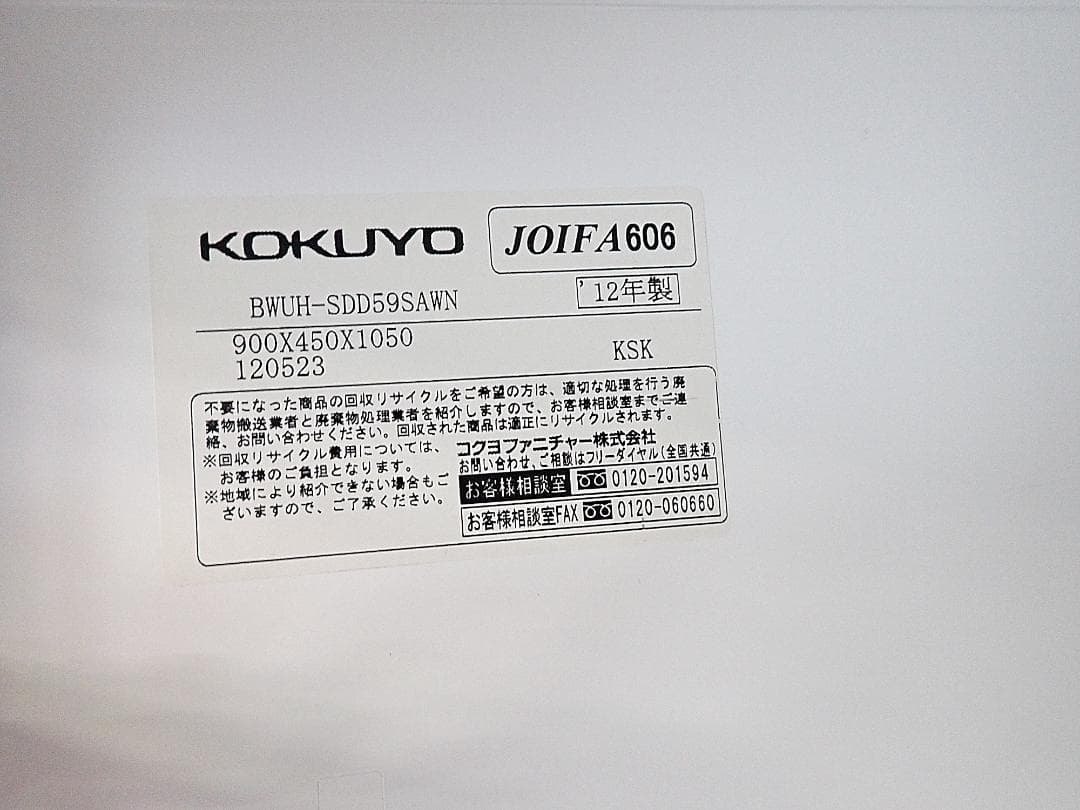 KOKUYO
JOIFA606
BWUH-SDD59SAWN
'12年製
900X450X1050
120523
KSK
不要になった商品の回収リサイクルをご希望の方は、適切な処理を行う廃
棄物搬送業者と廃棄物処理業者を紹介しますので、お客様相談室までご連
絡、お問い合わせください。回収された商品は適正にリサイクルされます。
※回収リサイクル費用については、
お客様のご負担となります。
※地域により紹介できない場合もご
ざいますので、ご了承ください。
コクヨファニチャー株式会社
お問い合わせ、ご相談はフリーダイヤル(全国共通)
お客様相談室 0120-201594
お客様相談室FAX 0120-060660